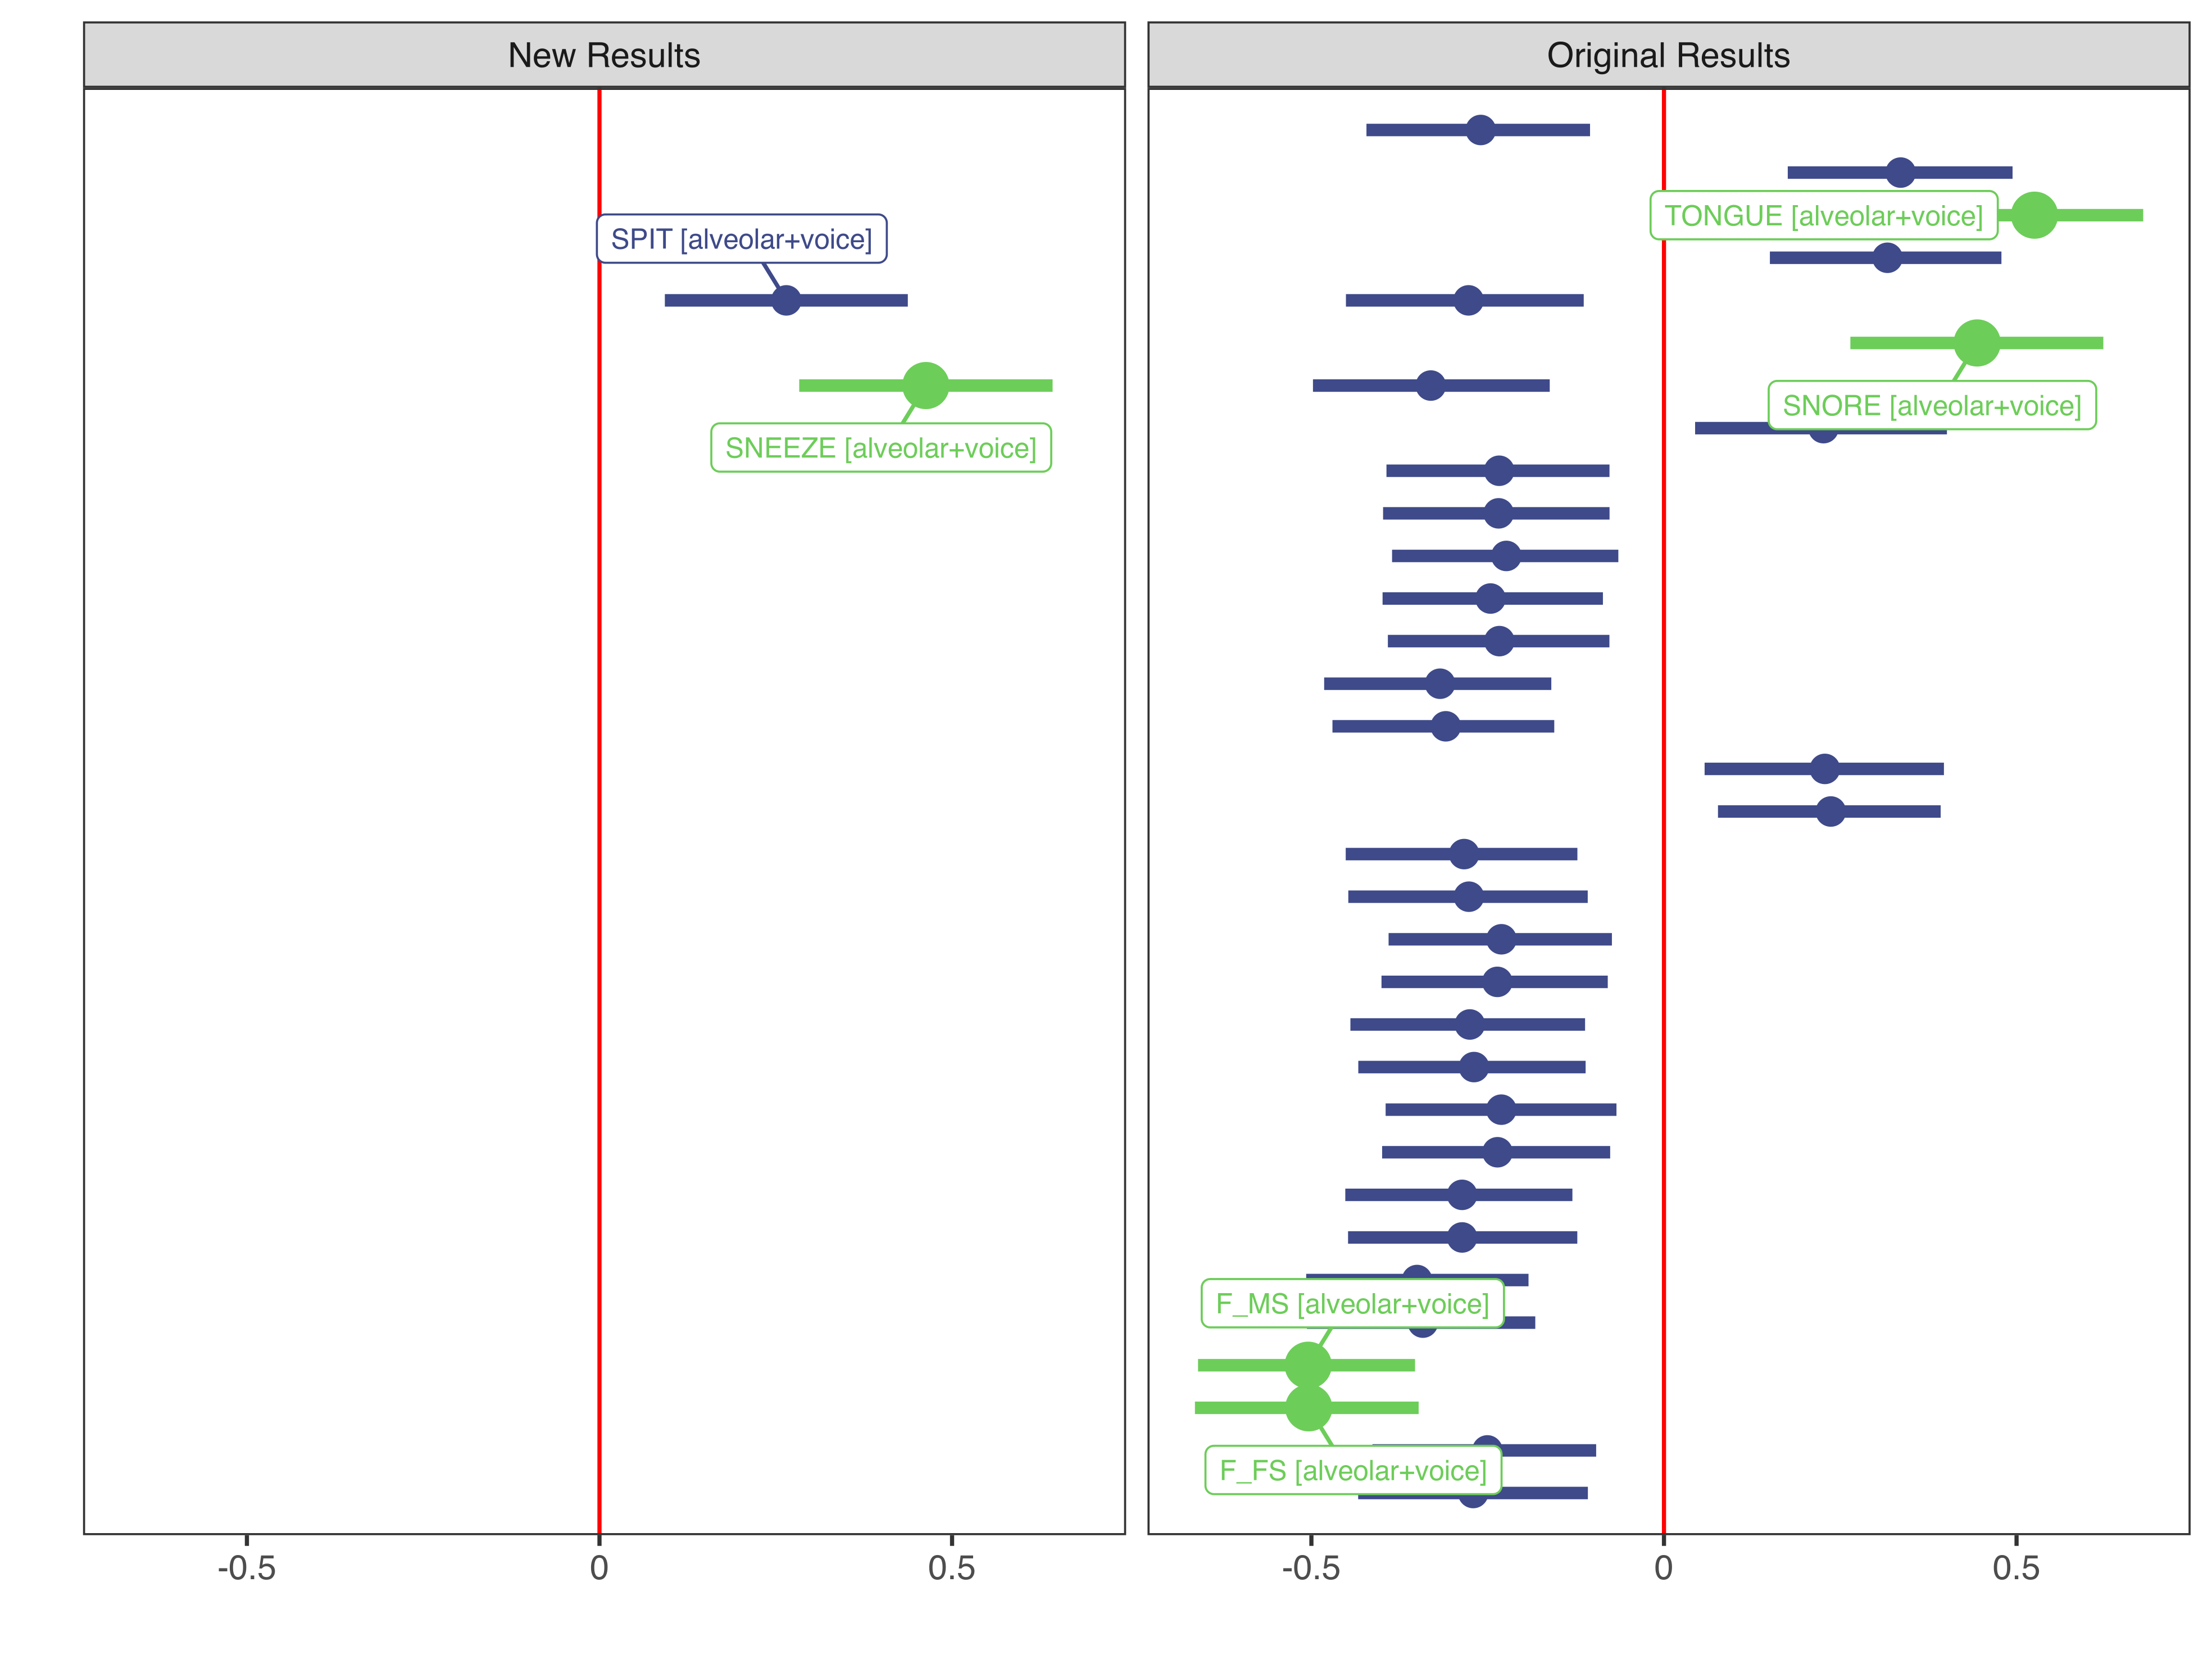 New Results
SPIT [alveolar+voice]
SNEEZE [alveolar+voice]
-0.5
0
0.5
Original Results
TONGUE [alveolar+voice]
SNORE [alveolar+voice]
F_MS [alveolar+voice]
F_FS [alveolar+voice]
-0.5
0
0.5